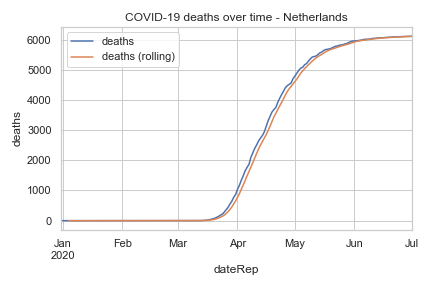 COVID-19 deaths over time - Netherlands
deaths
deaths (rolling)
6000
5000
4000
3000
2000
1000
0
deaths
Jan Feb Mar Apr May Jun Jul
2020
dateRep